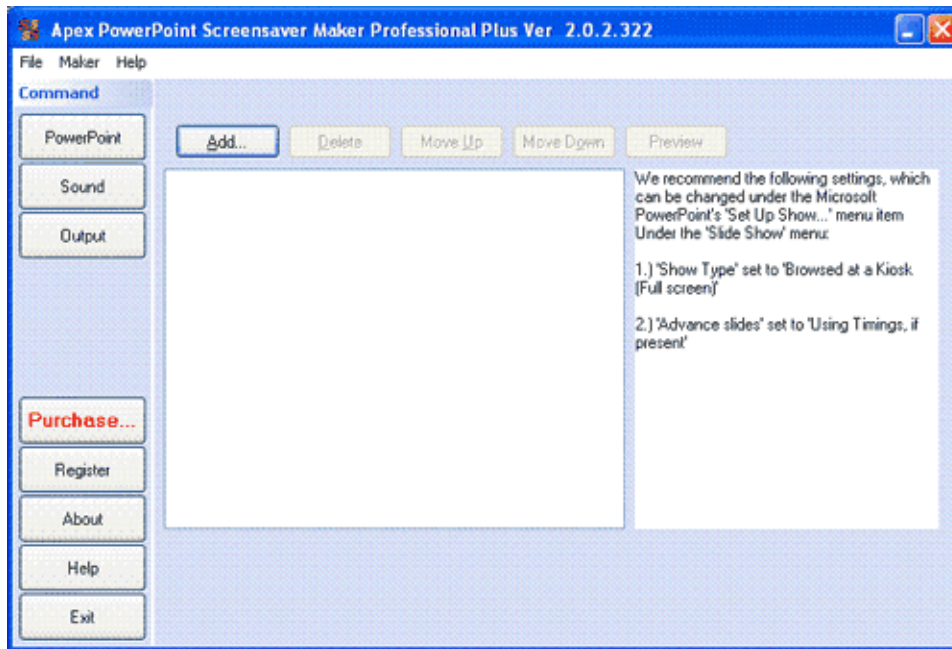 Apex PowerPoint Screensaver Maker Professional Plus Ver 2.0.2.322
File Maker Help
Command
PowerPoint
Sound
Output
Purchase...
Register
About
Help
Exit
Add... Delete Move Up Move Down Preview
We recommend the following settings, which
can be changed under the Microsolt
PowerPoint's 'Set Up Show...' menu item
Under the 'Slide Show' menu:
1.) 'Show Type' set to 'Browsed at a Kiosk
(Full screen)'
2.) 'Advance slides' set to 'Using Timings, if
present'